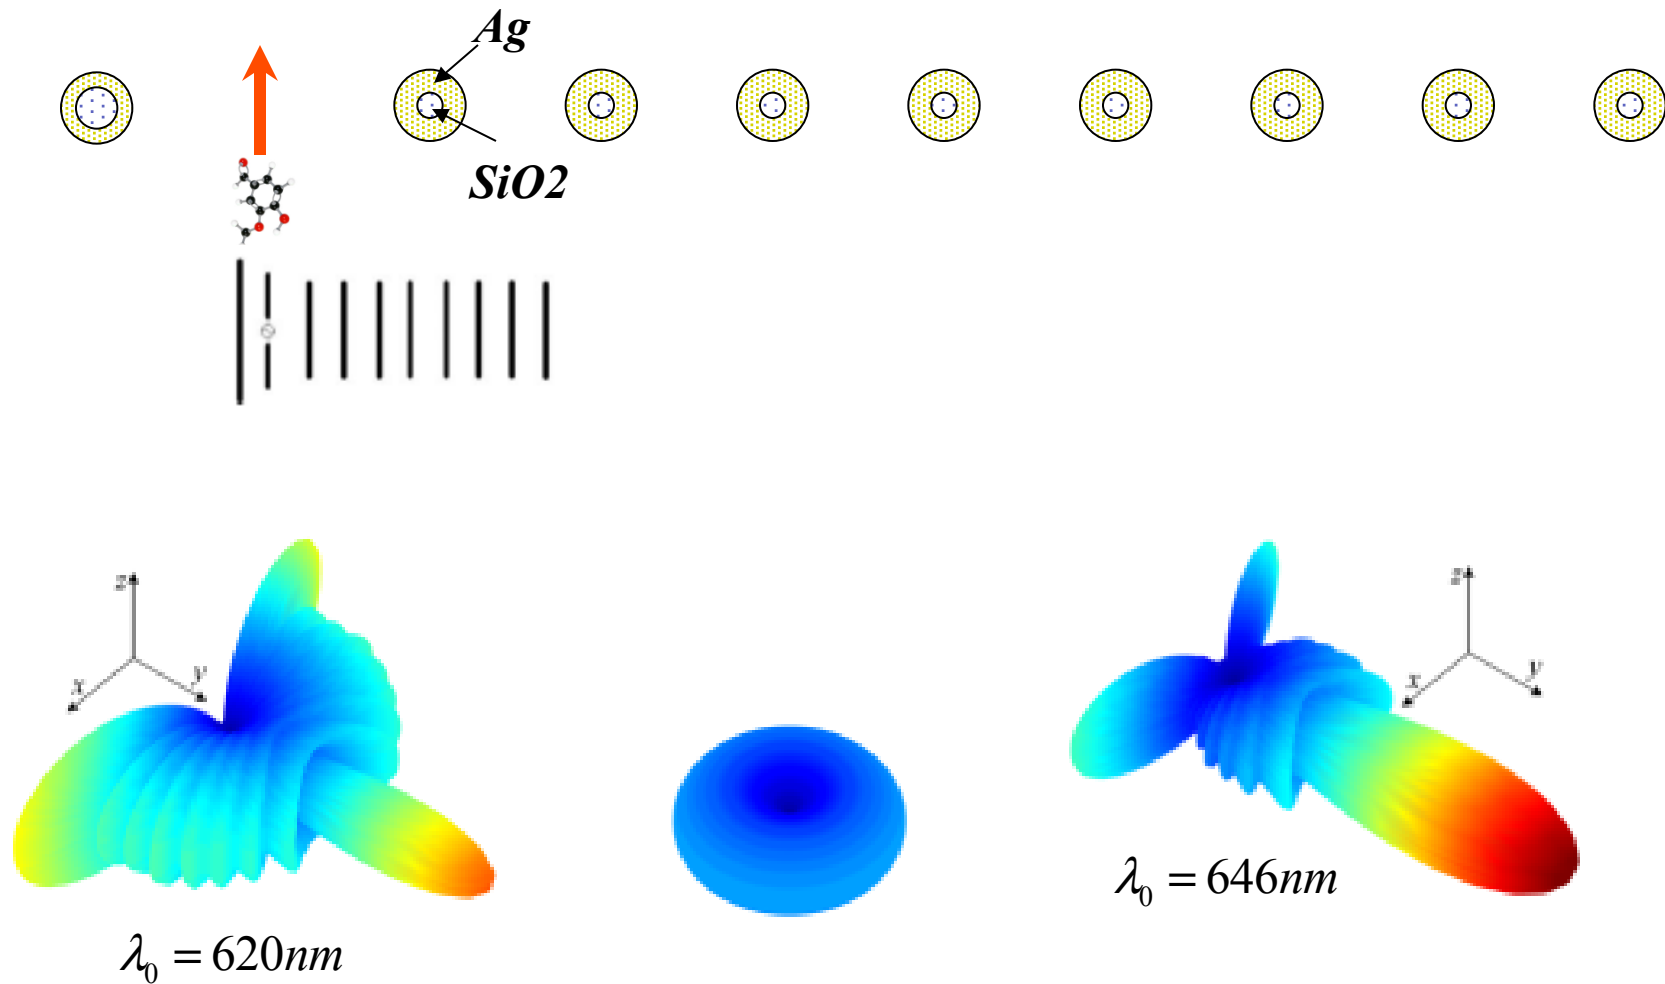 Ag
SiO2
z
x
y
z
x
y
λ₀ = 646nm
λ₀ = 620nm